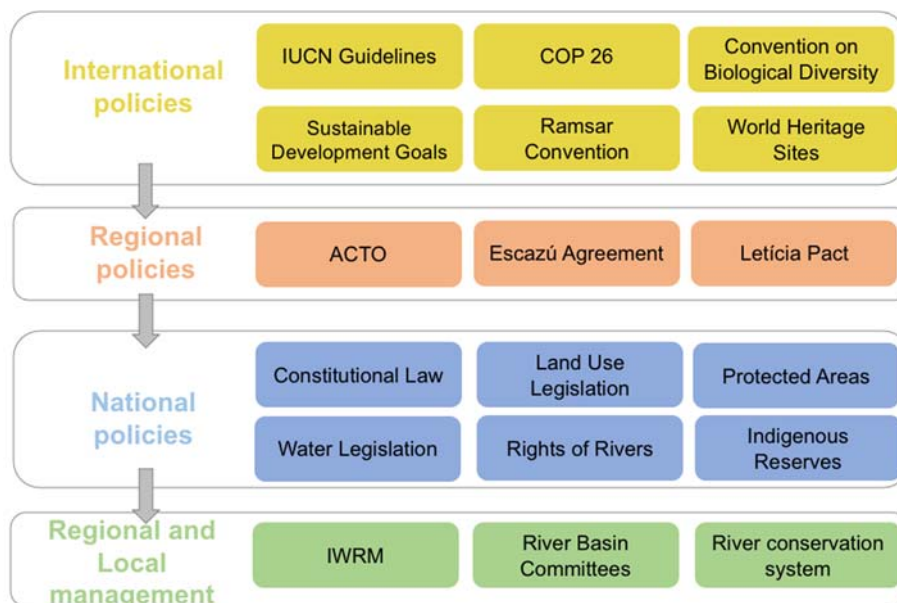 International
policies
IUCN Guidelines
COP 26
Convention on
Biological Diversity
Sustainable
Development Goals
Ramsar
Convention
World Heritage
Sites
Regional
policies
ACTO
Escazú Agreement
Letícia Pact
National
policies
Constitutional Law
Land Use
Legislation
Protected Areas
Water Legislation
Rights of Rivers
Indigenous
Reserves
Regional and
Local
management
IWRM
River Basin
Committees
River conservation
system